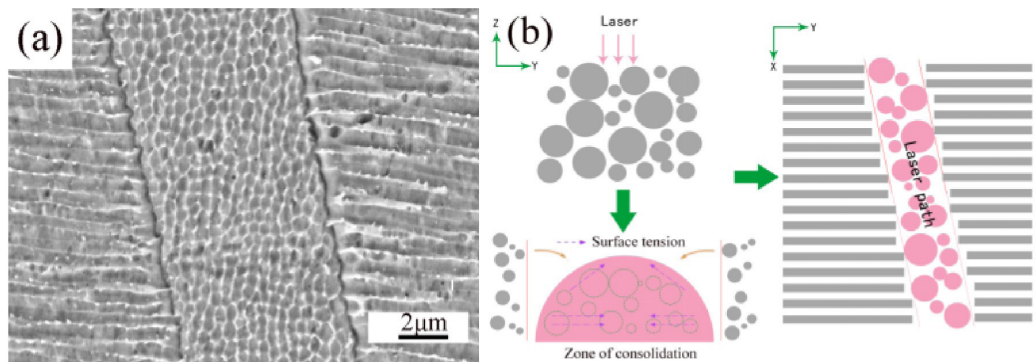 (a)
2μm
(b)
Laser
Z
Y
Surface tension
Zone of consolidation
Y
X
Laser path